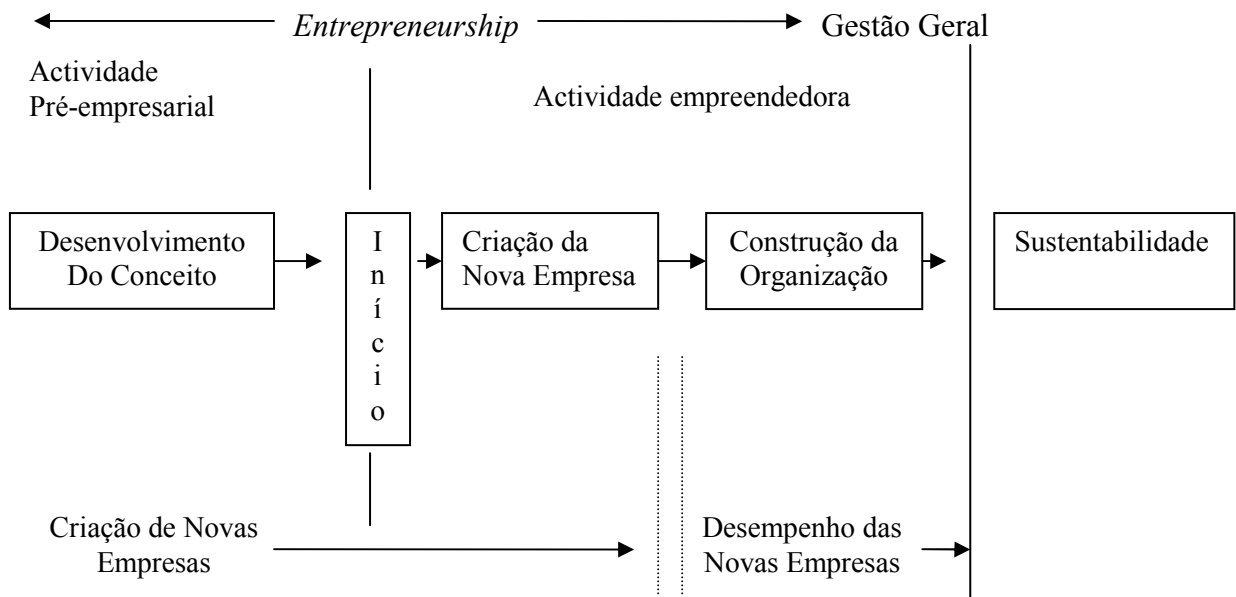 Entrepreneurship
Gestão Geral
Actividade
Pré-empresarial
Actividade empreendedora
Desenvolvimento
Do Conceito
Início
Criação da
Nova Empresa
Construção da
Organização
Sustentabilidade
Criação de Novas
Empresas
Desempenho das
Novas Empresas